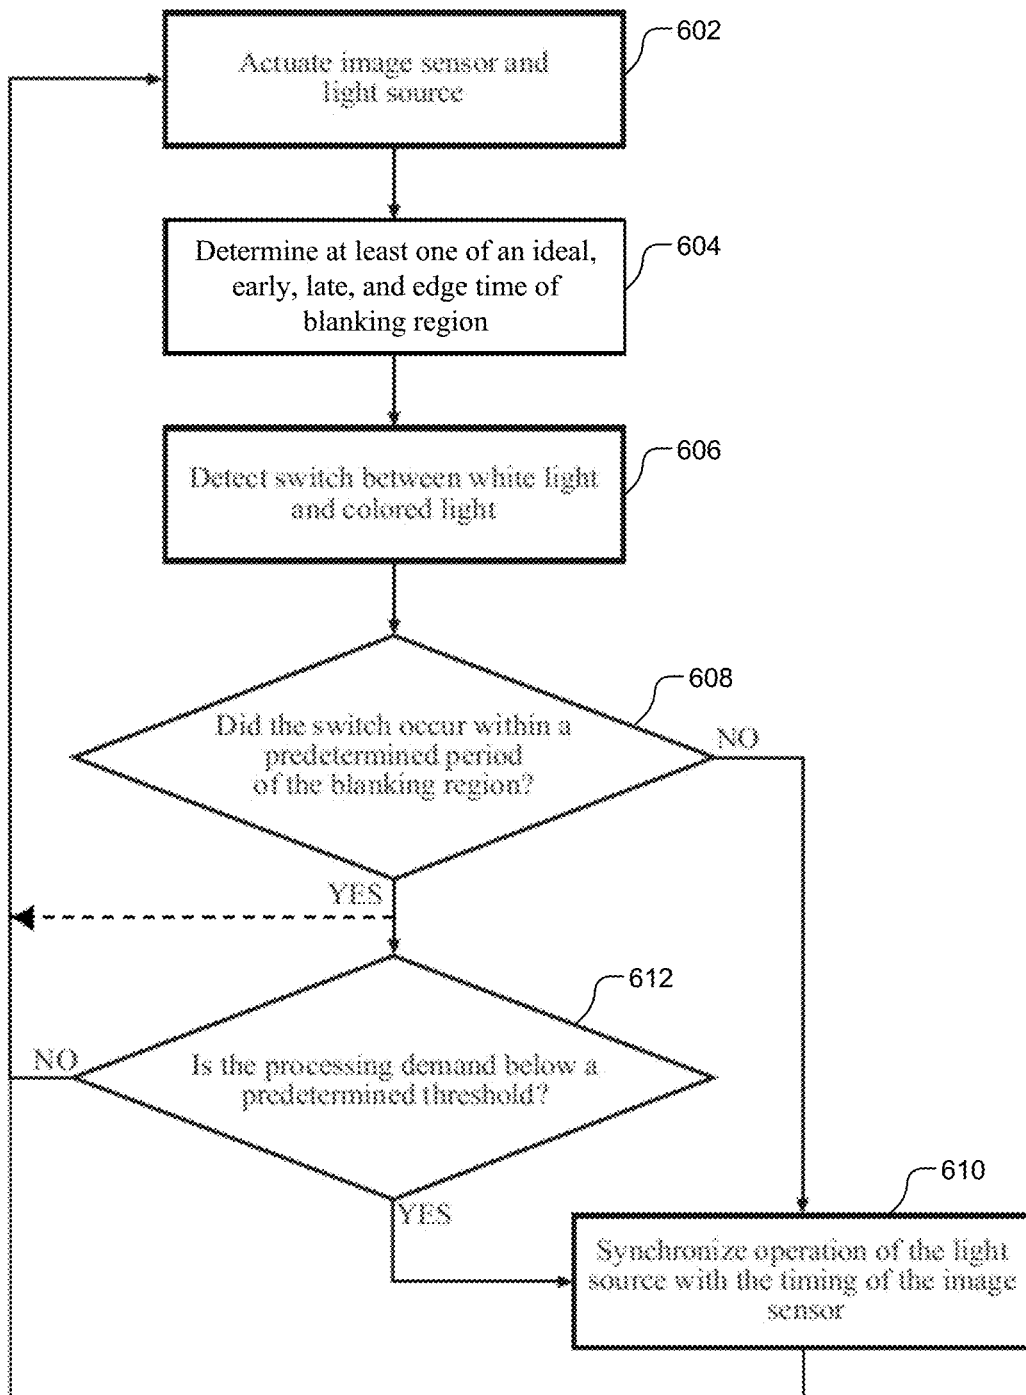 602
Actuate image sensor and
light source
604
Determine at least one of an ideal,
early, late, and edge time of
blanking region
606
Detect switch between white light
and colored light
608
Did the switch occur within a
predetermined period
of the blanking region?
NO
YES
612
Is the processing demand below a
predetermined threshold?
NO
YES
610
Synchronize operation of the light
source with the timing of the image
sensor